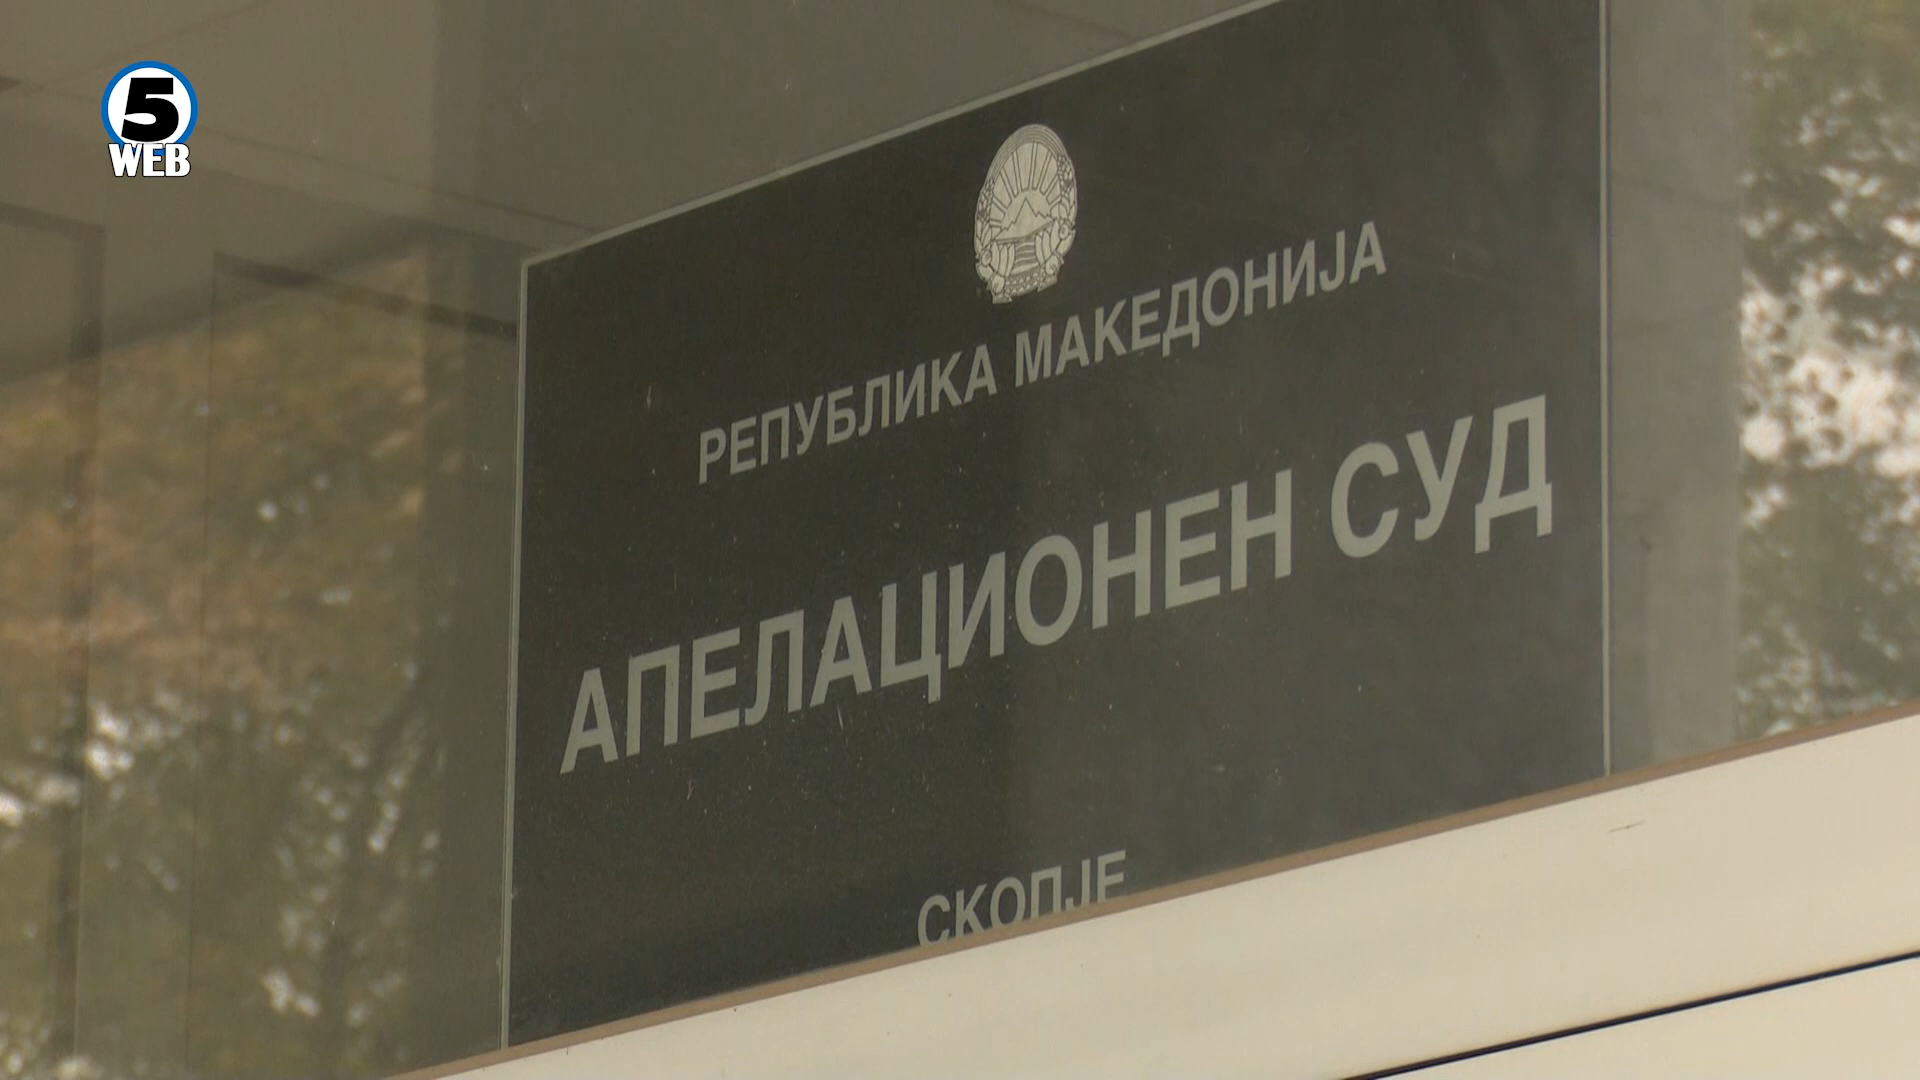 5
WEB
РЕПУБЛИКА МАКЕДОНИЈА
АПЕЛАЦИОНЕН СУД
СКОПЈЕ